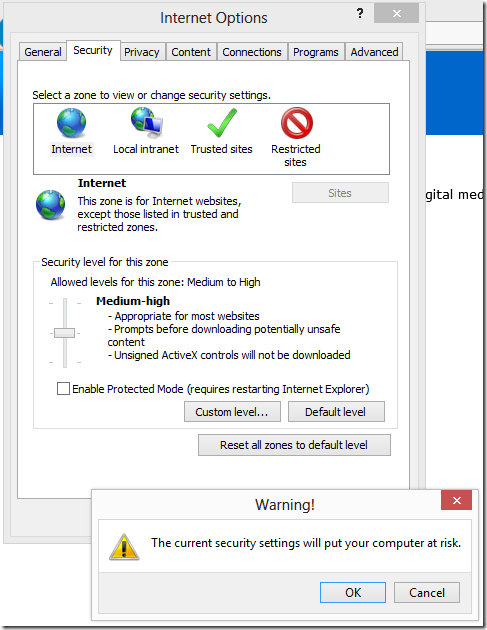 Internet Options
? ×
General Security Privacy Content Connections Programs Advanced
Select a zone to view or change security settings.
Internet Local intranet Trusted sites Restricted
sites
Internet
Sites
This zone is for Internet websites,
except those listed in trusted and
restricted zones.
gital med
Security level for this zone
Allowed levels for this zone: Medium to High
Medium-high
- Appropriate for most websites
- Prompts before downloading potentially unsafe
content
- Unsigned ActiveX controls will not be downloaded
Enable Protected Mode (requires restarting Internet Explorer)
Custom level... Default level
Reset all zones to default level
Warning!
×
The current security settings will put your computer at risk.
OK Cancel